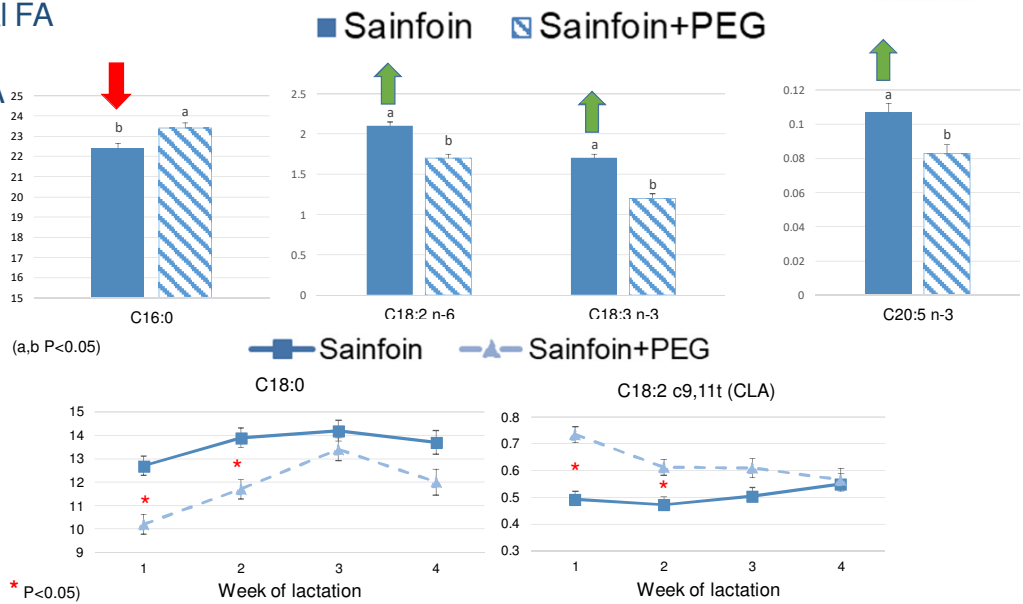 l FA
Sainfoin Sainfoin+PEG
A
25
24
23
22
21
20
19
18
17
16
15
b
a
C16:0
2.5
2
1.5
1
0.5
0
a
b
a
b
C18:2 n-6
C18:3 n-3
0.12
0.1
0.08
0.06
0.04
0.02
0
a
b
C20:5 n-3
(a,b P<0.05)
Sainfoin Sainfoin+PEG
C18:0
15
14
13
12
11
10
9
*
*
1 2 3 4
Week of lactation
C18:2 c9,11t (CLA)
0.8
0.7
0.6
0.5
0.4
0.3
*
*
1 2 3 4
Week of lactation
* P<0.05)